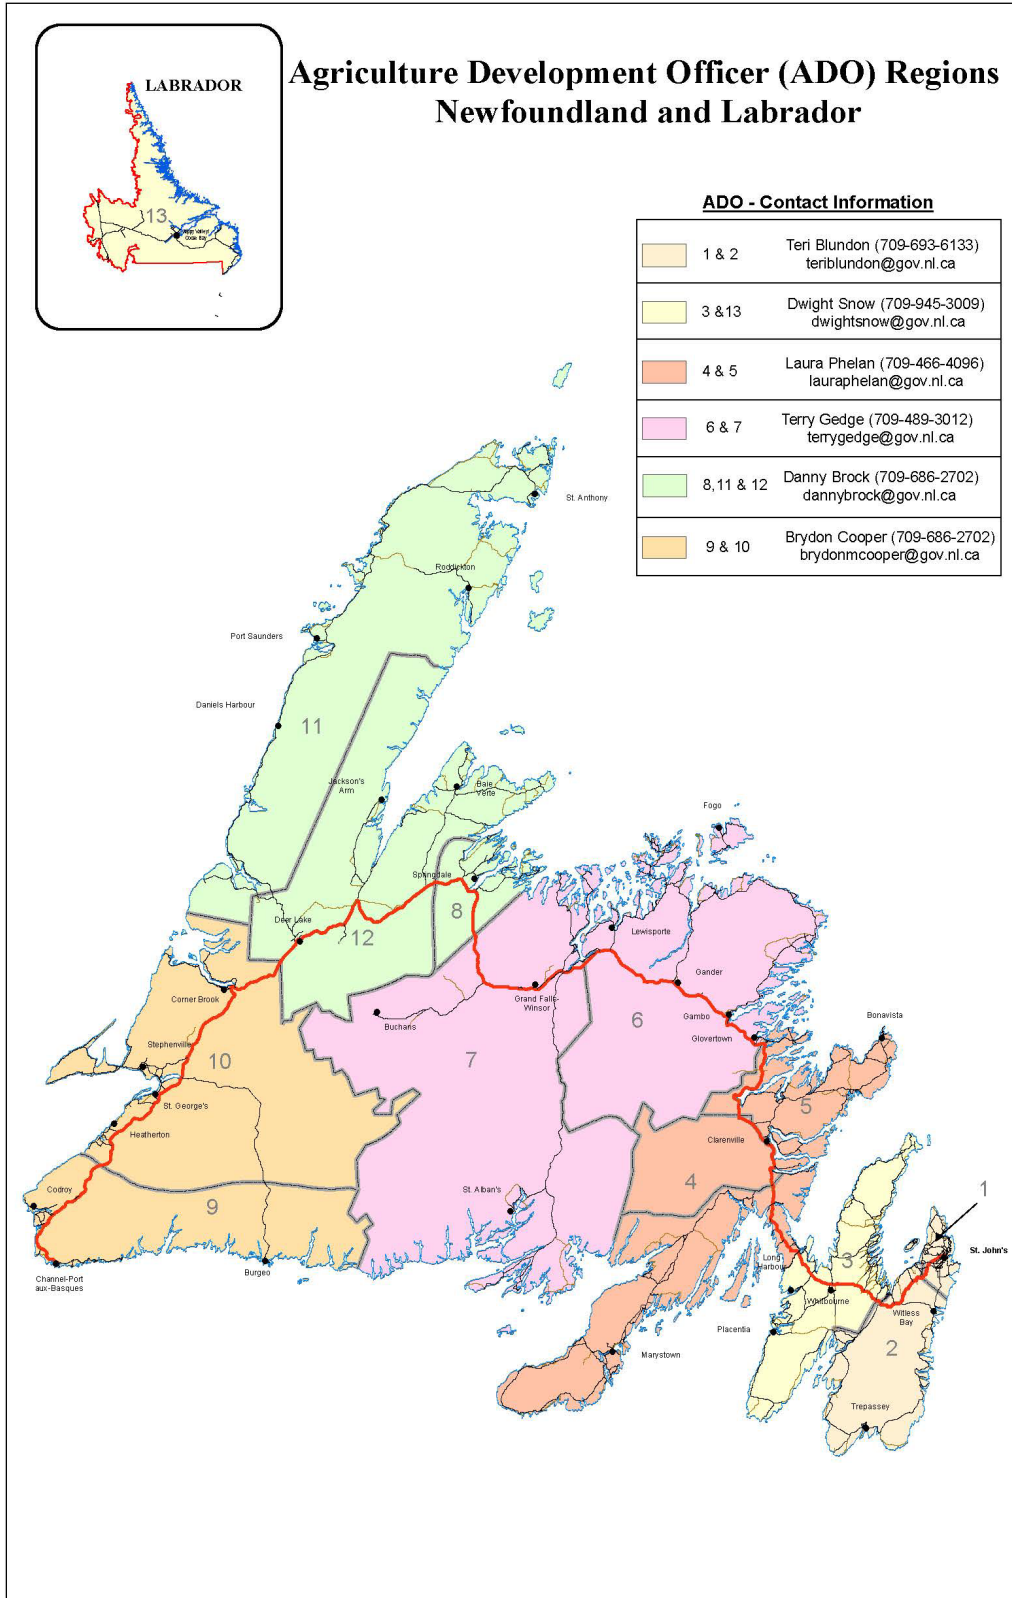 LABRADOR
13
Happy Valley/
Goose Bay
Agriculture Development Officer (ADO) Regions
Newfoundland and Labrador
ADO - Contact Information
1 & 2
Teri Blundon (709-693-6133)
teriblundon@gov.nl.ca
3 &13
Dwight Snow (709-945-3009)
dwightsnow@gov.nl.ca
4 & 5
Laura Phelan (709-466-4096)
lauraphelan@gov.nl.ca
6 & 7
Terry Gedge (709-489-3012)
terrygedge@gov.nl.ca
8,11 & 12
Danny Brock (709-686-2702)
dannybrock@gov.nl.ca
9 & 10
Brydon Cooper (709-686-2702)
brydonmcooper@gov.nl.ca
St. Anthony
Roddickton
Port Saunders
Daniels Harbour
11
Jackson's
Arm
Baie
Verte
Fogo
Springdale
8
Deer Lake
12
Lewisporte
Gander
Corner Brook
Grand Falls-
Winsor
Buchans
6
Gambo
Bonavista
Glovertown
Stephenville
10
7
St. George's
5
Heatherton
Clarenville
4
Codroy
St. Alban's
9
1
St. John's
Channel-Port
aux-Basques
Burgeo
Long
Harbour
3
Whitbourne
Witless
Bay
Placentia
2
Marystown
Trepassey